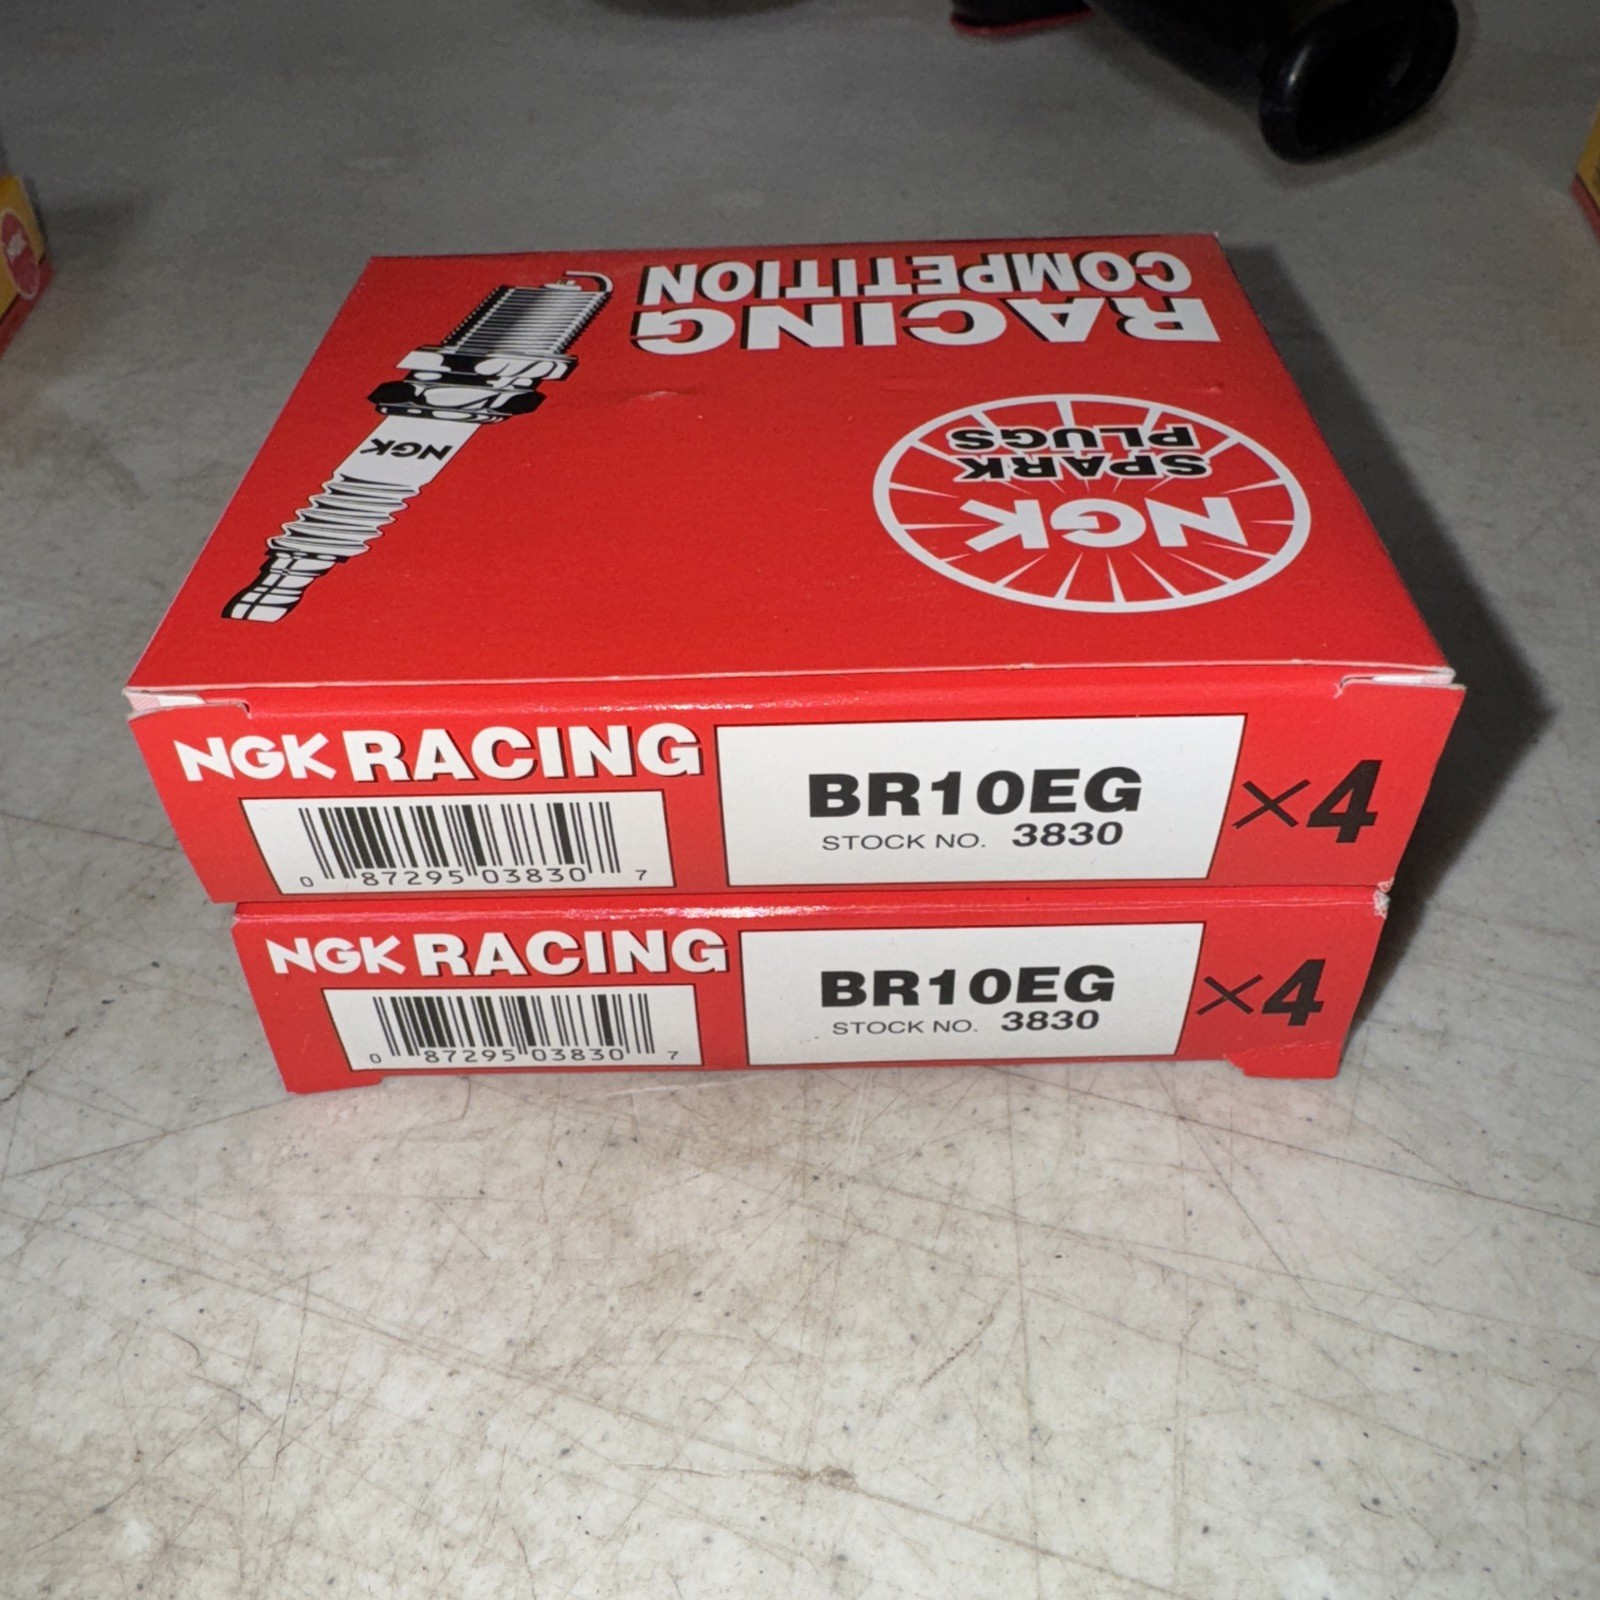 RACING
COMPETITION
NGK
SPARK
PLUGS
NGK
NGK RACING
0 87295 03830 7
BR10EG
STOCK NO. 3830
×4
NGK RACING
0 87295 03830 7
BR10EG
STOCK NO. 3830
×4